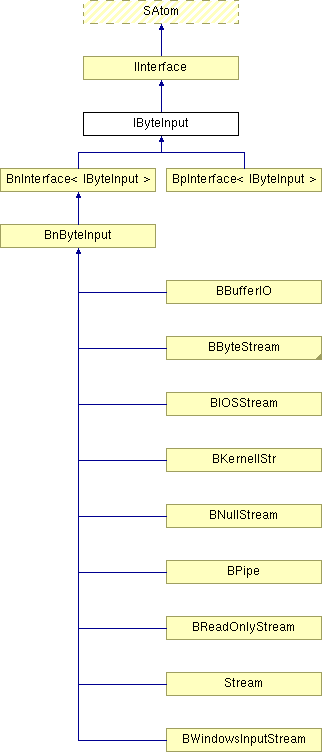 SAtom
IInterface
IByteInput
BnInterface< IByteInput >
BpInterface< IByteInput >
BnByteInput
BBufferIO
BByteStream
BIOSStream
BKernelIStr
BNullStream
BPipe
BReadOnlyStream
Stream
BWindowsInputStream